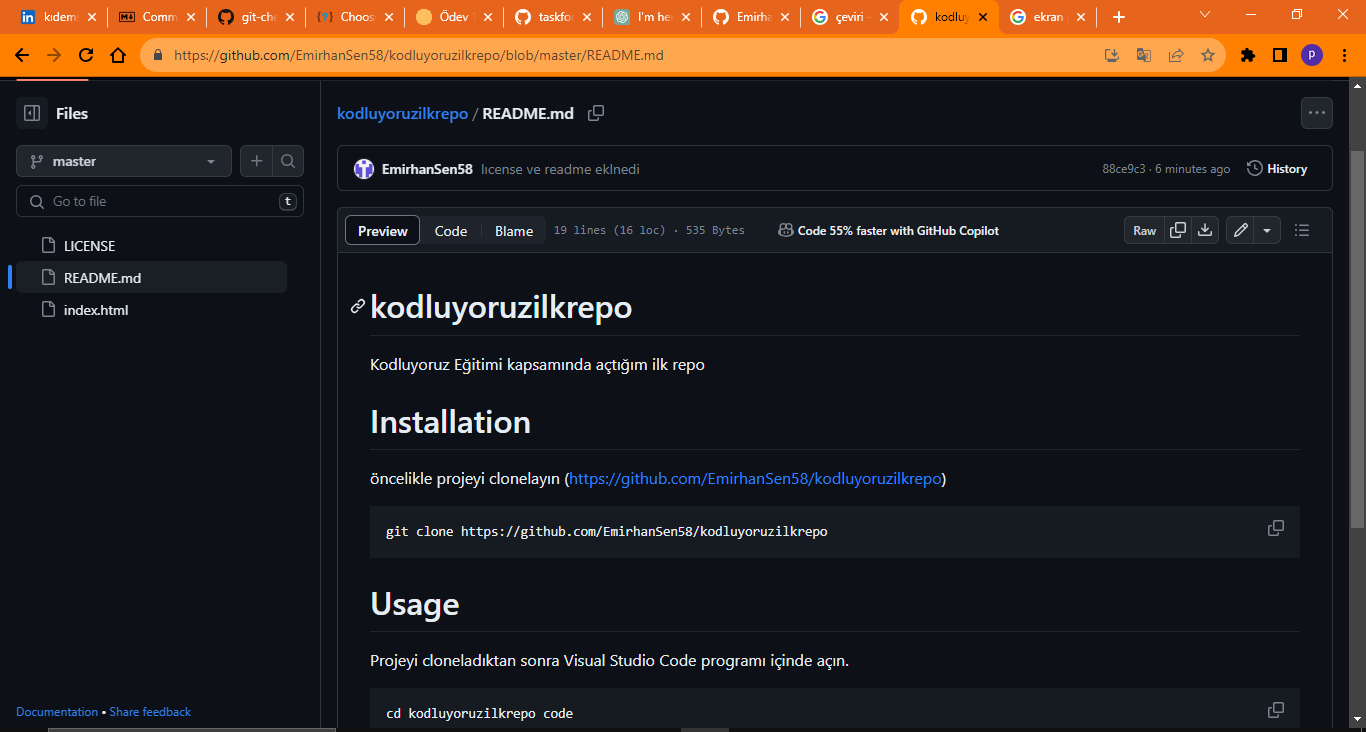 kıdem
Comm
git-che
Choos
Ödev
taskfor
I'm he
Emirha
çeviri -
kodluy
ekran
https://github.com/EmirhanSen58/kodluyoruzilkrepo/blob/master/README.md
P
Files
kodluyoruzilkrepo / README.md
master
EmirhanSen58 lıcense ve readme eklnedi
88ce9c3 · 6 minutes ago
History
Go to file
t
Preview
Code
Blame
19 lines (16 loc) · 535 Bytes
Code 55% faster with GitHub Copilot
Raw
LICENSE
README.md
index.html
kodluyoruzilkrepo
Kodluyoruz Eğitimi kapsamında açtığım ilk repo
Installation
öncelikle projeyi clonelayın (https://github.com/EmirhanSen58/kodluyoruzilkrepo)
git clone https://github.com/EmirhanSen58/kodluyoruzilkrepo
Usage
Projeyi cloneladıktan sonra Visual Studio Code programı içinde açın.
cd kodluyoruzilkrepo code
Documentation • Share feedback